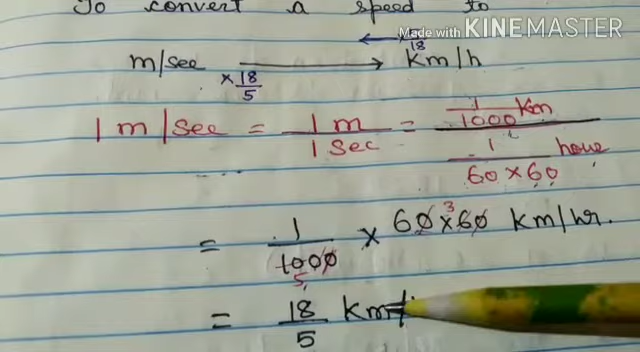 To convert a speed to
Made with KINEMASTER
18
m/sec km/h
× 18/5
1 m/sec = 1 m / 1 sec = 1/1000 km / 1/60×60 hour
= 1/1000 × 60×60 km/hr.
3
5
= 18/5 km/